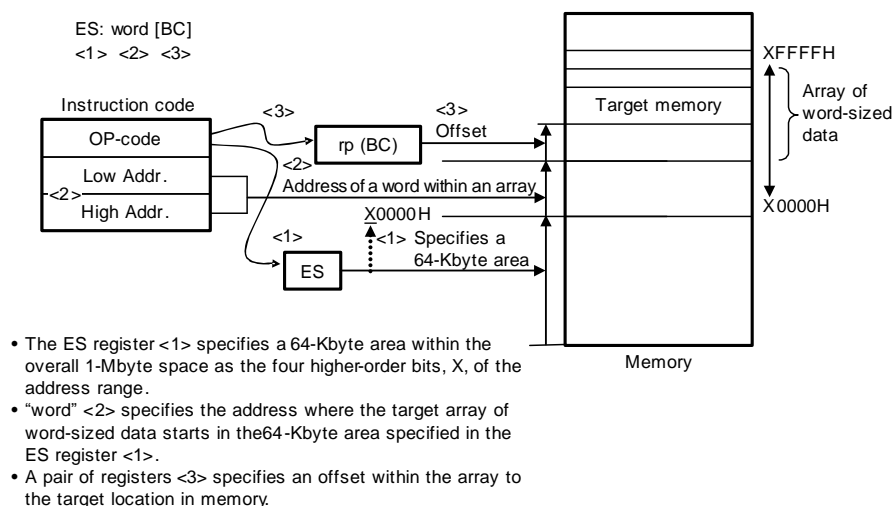 ES: word [BC]
<1> <2> <3>
XFFFFH
Array of
word-sized
data
Target memory
X0000H
Memory
Instruction code
OP-code
Low Addr.
<2>
High Addr.
<3>
rp (BC)
<3>
Offset
<2>
Address of a word within an array
X0000H
<1>
<1> Specifies a
64-Kbyte area
ES
• The ES register <1> specifies a 64-Kbyte area within the
overall 1-Mbyte space as the four higher-order bits, X, of the
address range.
• “word” <2> specifies the address where the target array of
word-sized data starts in the64-Kbyte area specified in the
ES register <1>.
• A pair of registers <3> specifies an offset within the array to
the target location in memory.